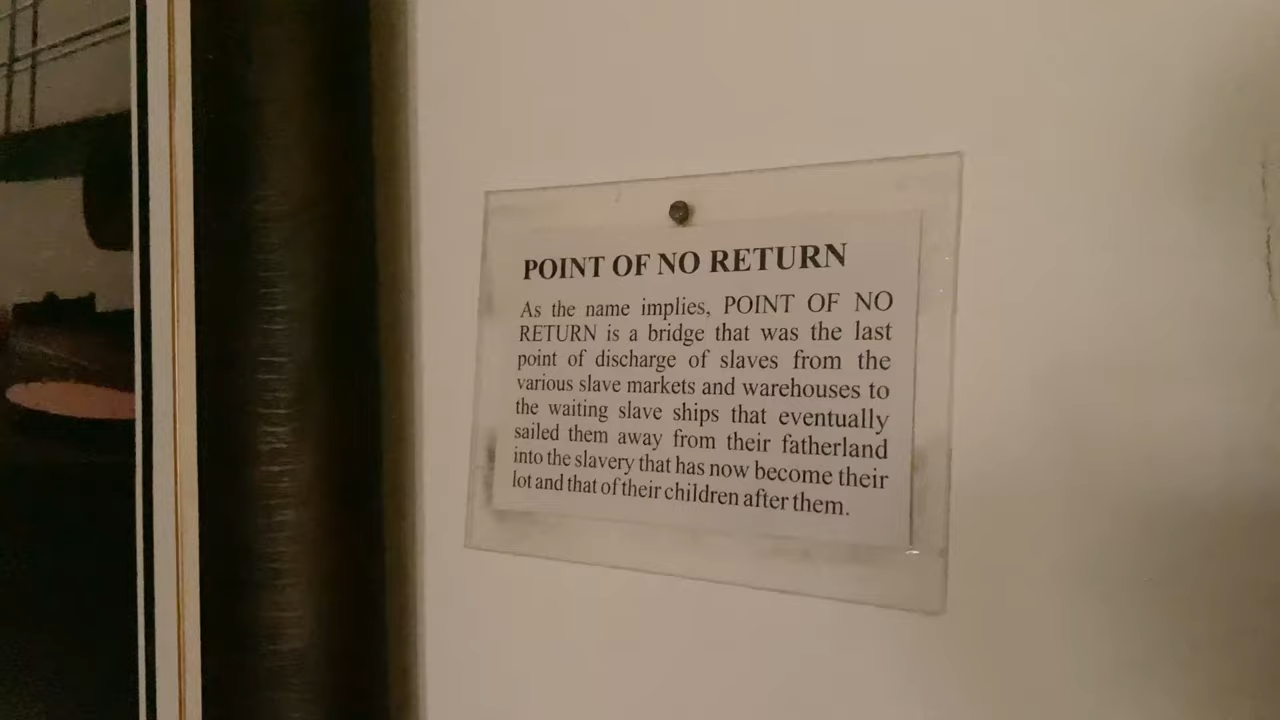 POINT OF NO RETURN
As the name implies, POINT OF NO
RETURN is a bridge that was the last
point of discharge of slaves from the
various slave markets and warehouses to
the waiting slave ships that eventually
sailed them away from their fatherland
into the slavery that has now become their
lot and that of their children after them.